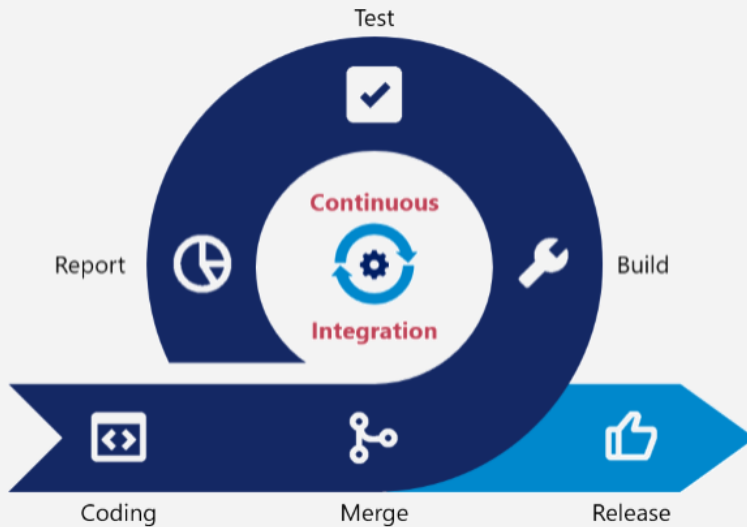 Test
Continuous
Report
Build
Integration
Coding
Merge
Release